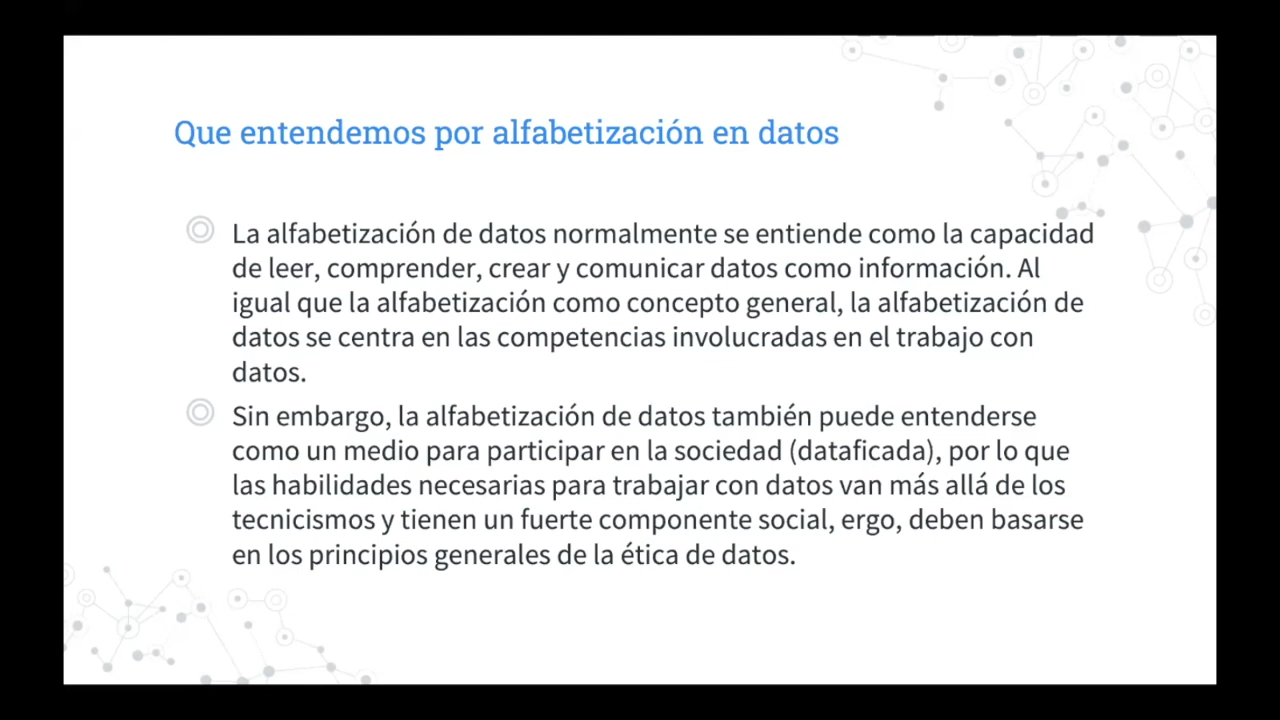 Que entendemos por alfabetización en datos
La alfabetización de datos normalmente se entiende como la capacidad
de leer, comprender, crear y comunicar datos como información. Al
igual que la alfabetización como concepto general, la alfabetización de
datos se centra en las competencias involucradas en el trabajo con
datos.
Sin embargo, la alfabetización de datos también puede entenderse
como un medio para participar en la sociedad (dataficada), por lo que
las habilidades necesarias para trabajar con datos van más allá de los
tecnicismos y tienen un fuerte componente social, ergo, deben basarse
en los principios generales de la ética de datos.